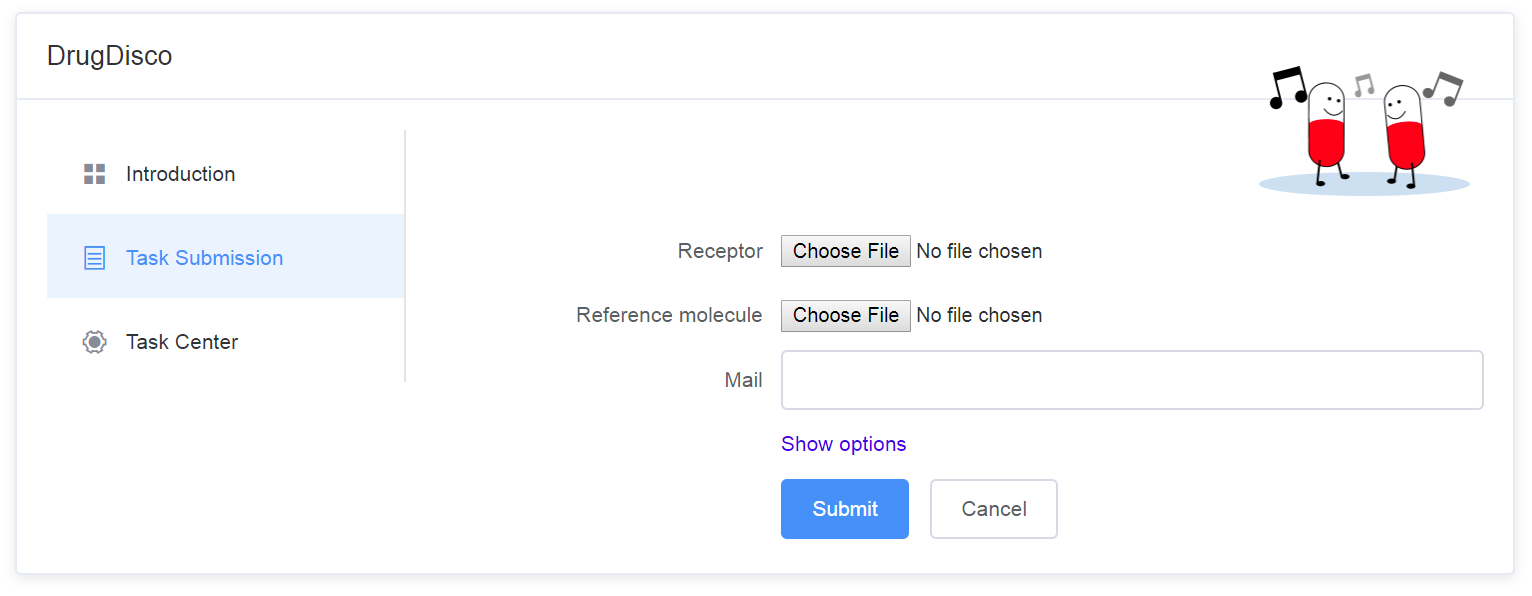 DrugDisco
Introduction
Task Submission
Task Center
Receptor Choose File No file chosen
Reference molecule Choose File No file chosen
Mail
Show options
Submit Cancel